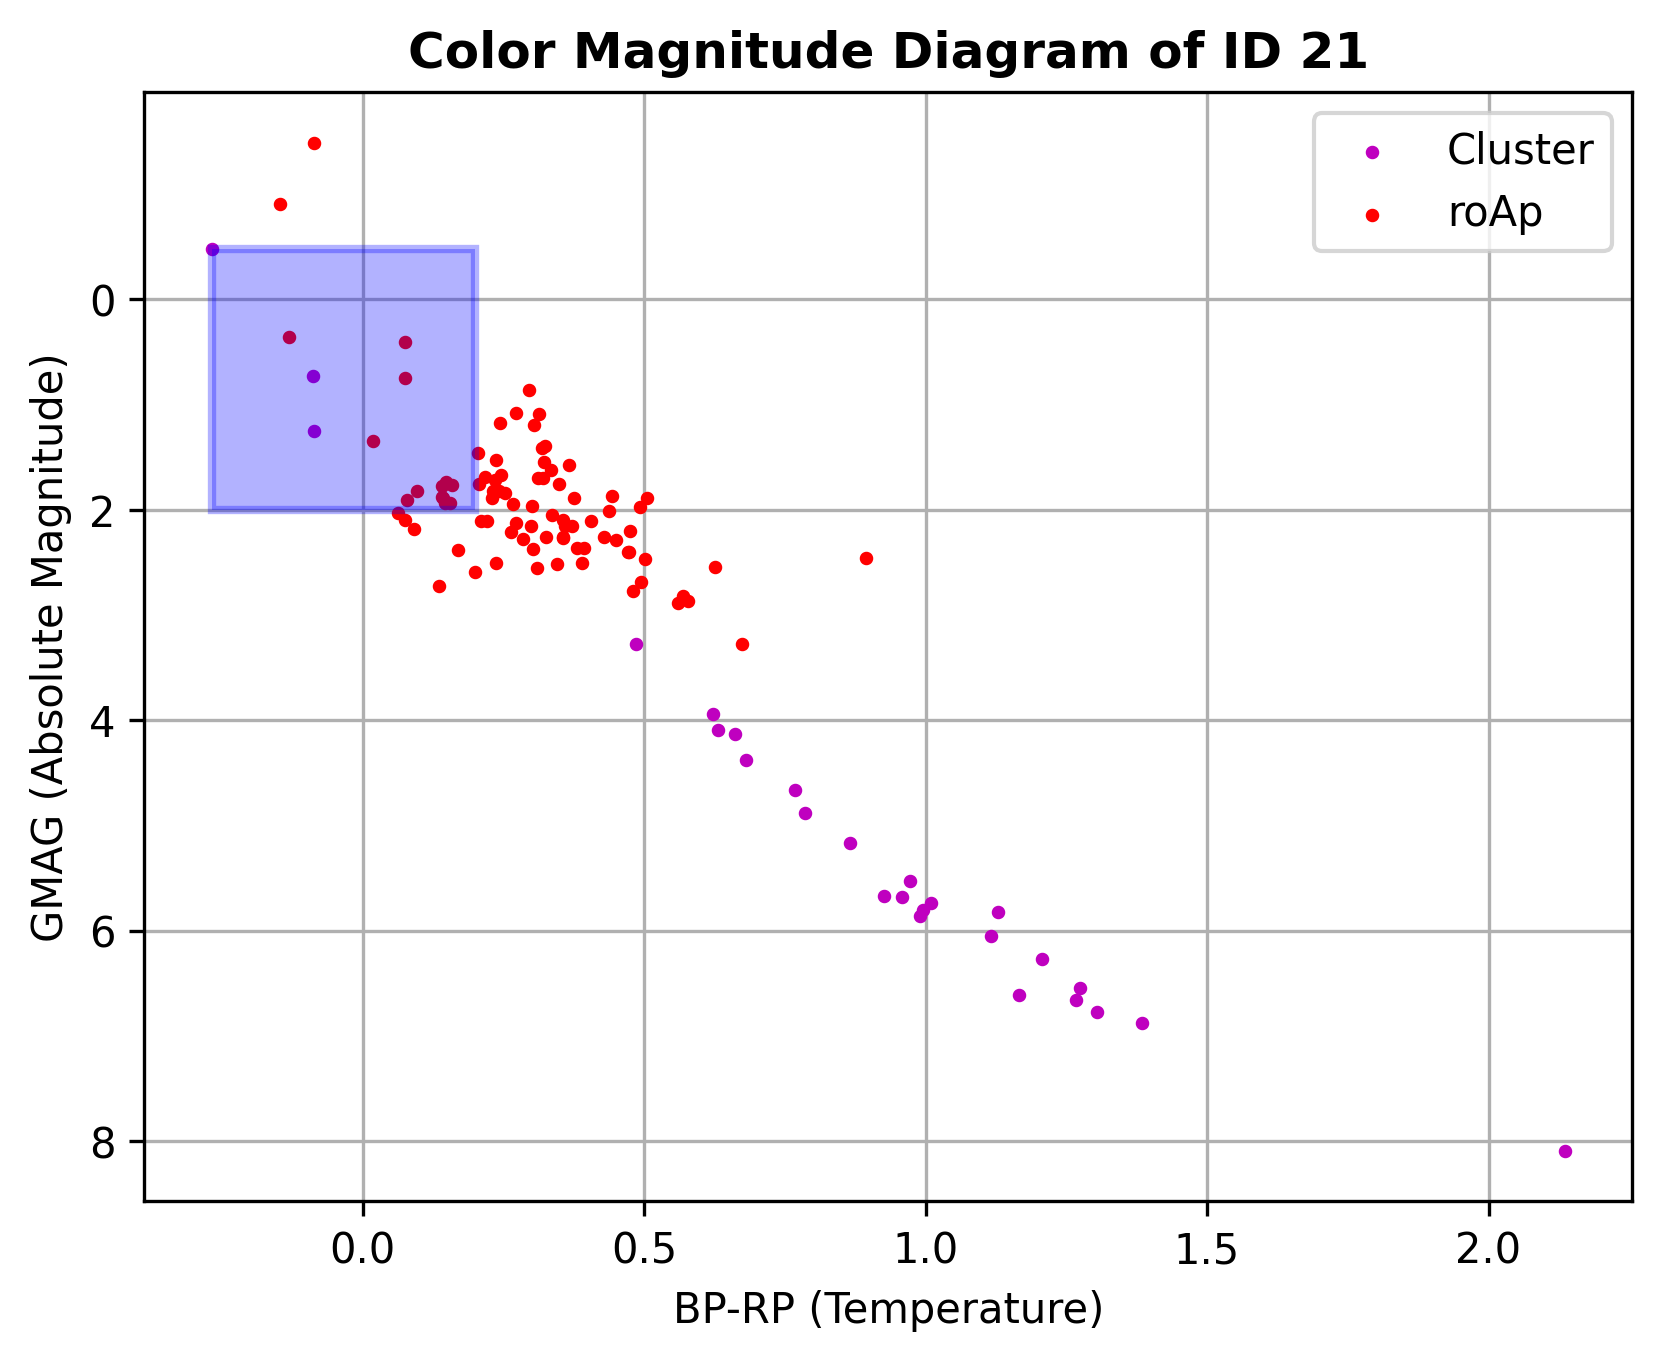 Color Magnitude Diagram of ID 21
Cluster
roAp
GMAG (Absolute Magnitude)
0
2
4
6
8
0.0 0.5 1.0 1.5 2.0
BP-RP (Temperature)